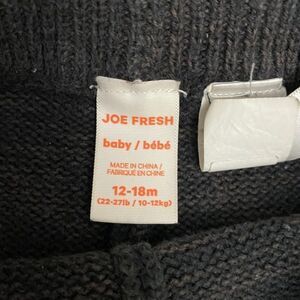 JOE FRESH
baby / bébé
MADE IN CHINA /
FABRIQUÉ EN CHINE
12-18m
(22-27lb / 10-12kg)